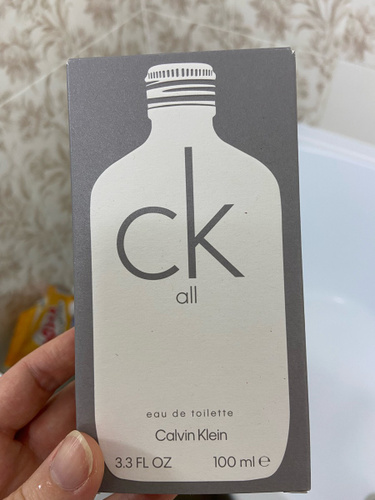 ck
all
eau de toilette
Calvin Klein
3.3 FL OZ 100 ml ℮